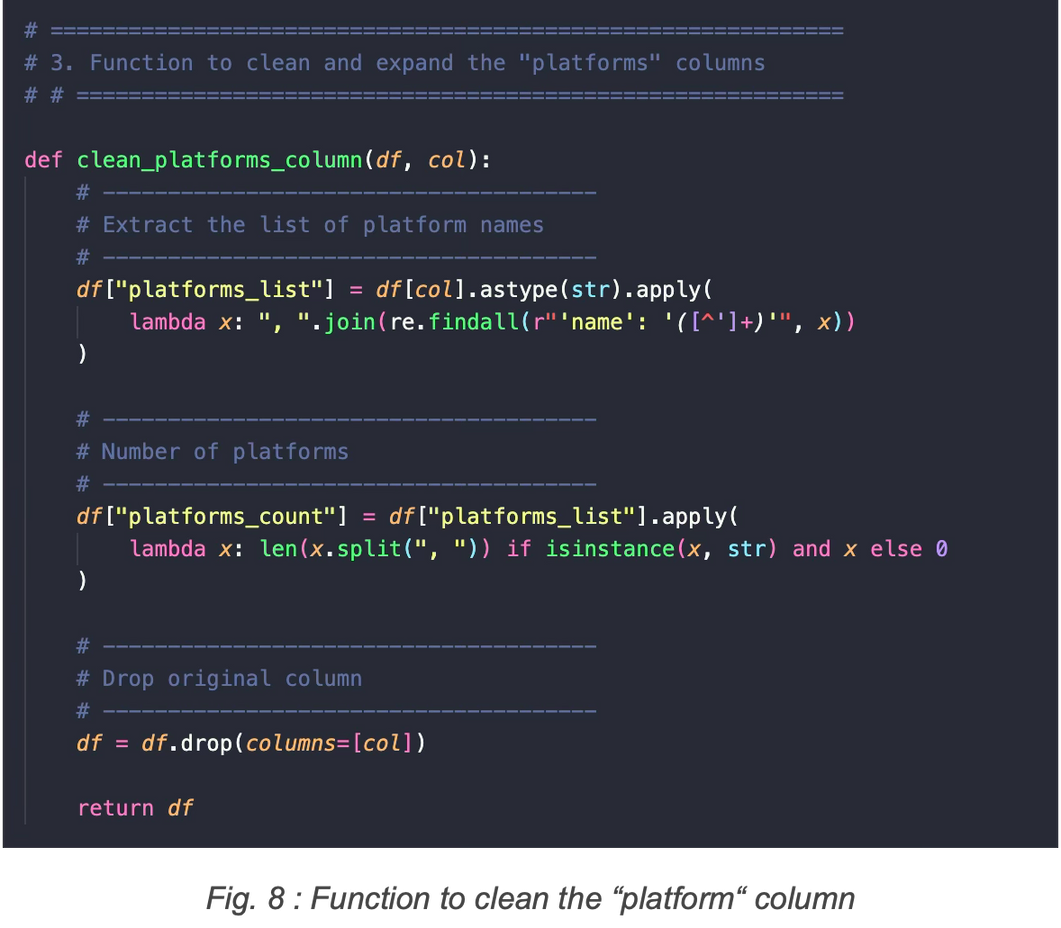 # =============================================================
# 3. Function to clean and expand the "platforms" columns
# # ===========================================================
def clean_platforms_column(df, col):
    # --------------------------------------
    # Extract the list of platform names
    # --------------------------------------
    df["platforms_list"] = df[col].astype(str).apply(
        lambda x: ", ".join(re.findall(r"'name': '([^']+)'", x))
    )
    # --------------------------------------
    # Number of platforms
    # --------------------------------------
    df["platforms_count"] = df["platforms_list"].apply(
        lambda x: len(x.split(", ")) if isinstance(x, str) and x else 0
    )
    # --------------------------------------
    # Drop original column
    # --------------------------------------
    df = df.drop(columns=[col])
    return df
Fig. 8 : Function to clean the “platform“ column